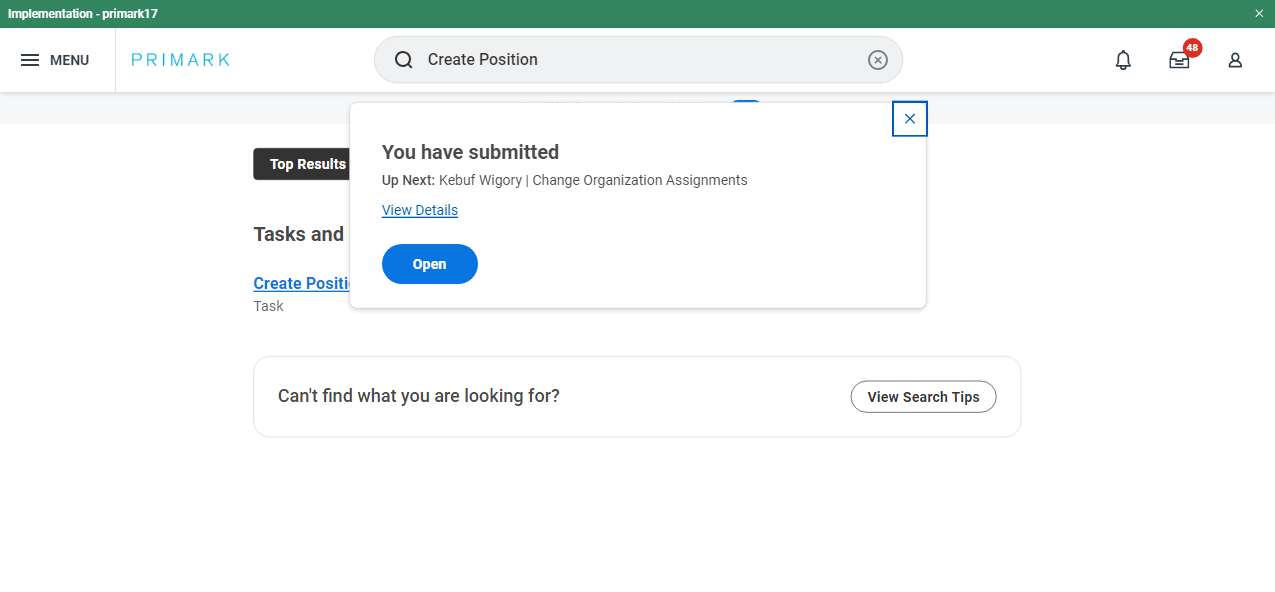 Implementation - primark17
MENU
PRIMARK
Create Position
48
You have submitted
Up Next: Kebuf Wigory | Change Organization Assignments
View Details
Open
Top Results
Tasks and
Create Positi
Task
Can't find what you are looking for?
View Search Tips